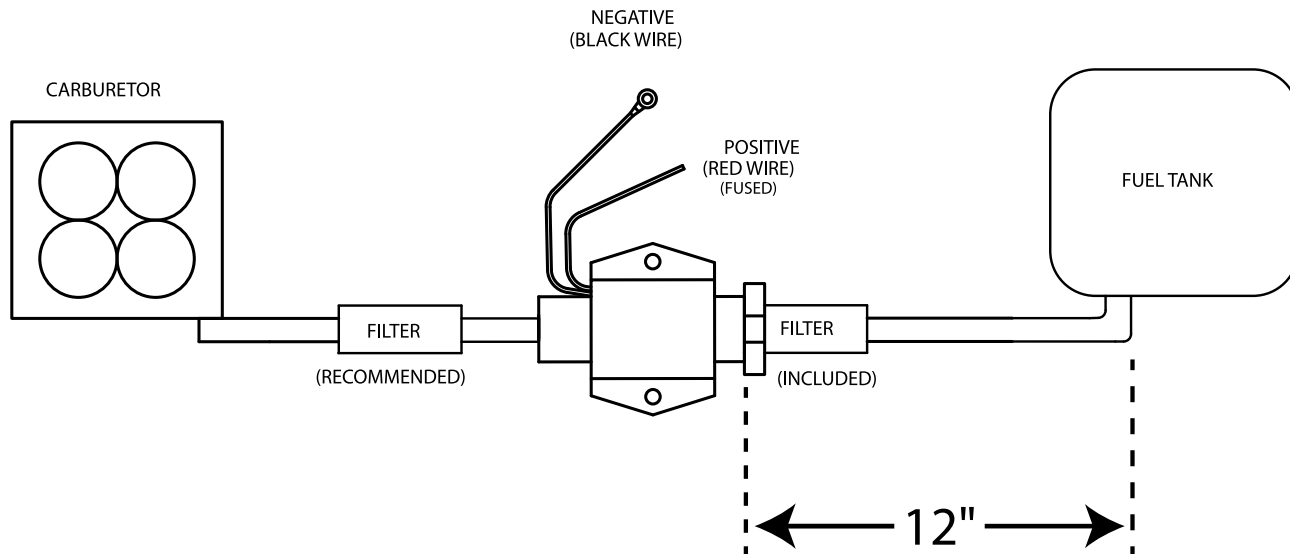 NEGATIVE
(BLACK WIRE)
CARBURETOR
POSITIVE
(RED WIRE)
(FUSED)
FUEL TANK
FILTER
(RECOMMENDED)
FILTER
(INCLUDED)
12"